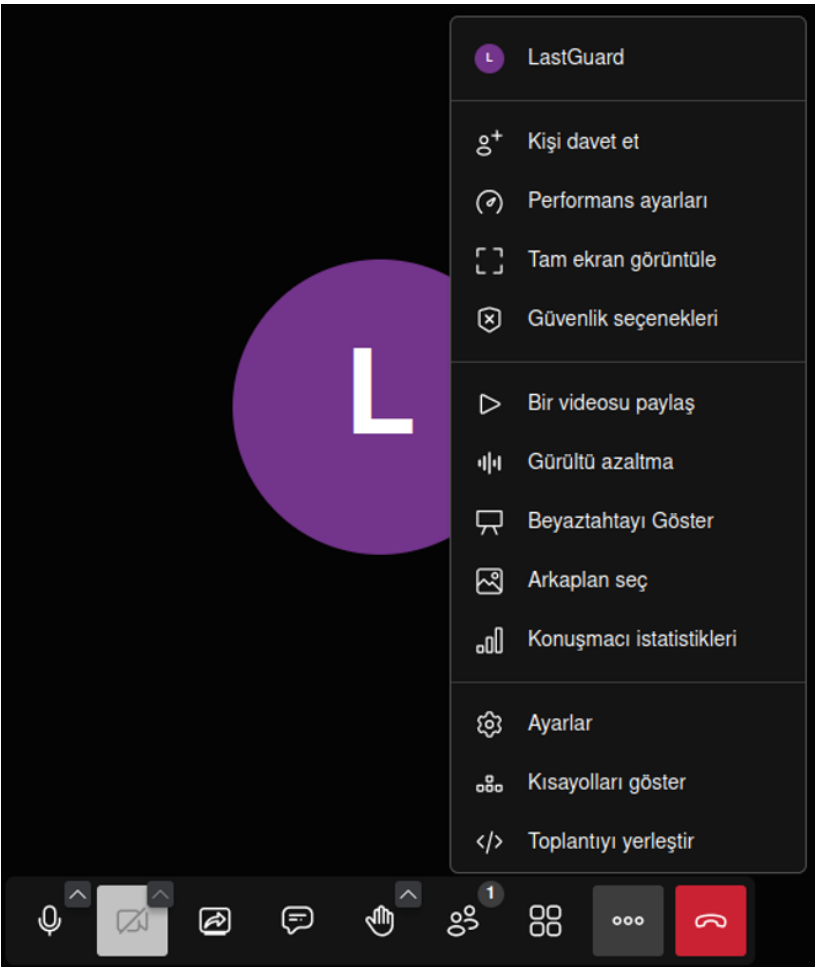 L LastGuard
Kişi davet et
Performans ayarları
Tam ekran görüntüle
Güvenlik seçenekleri
L
Bir videosu paylaş
Gürültü azaltma
Beyaztahtayı Göster
Arkaplan seç
Konuşmacı istatistikleri
Ayarlar
Kısayolları göster
Toplantıyı yerleştir
1